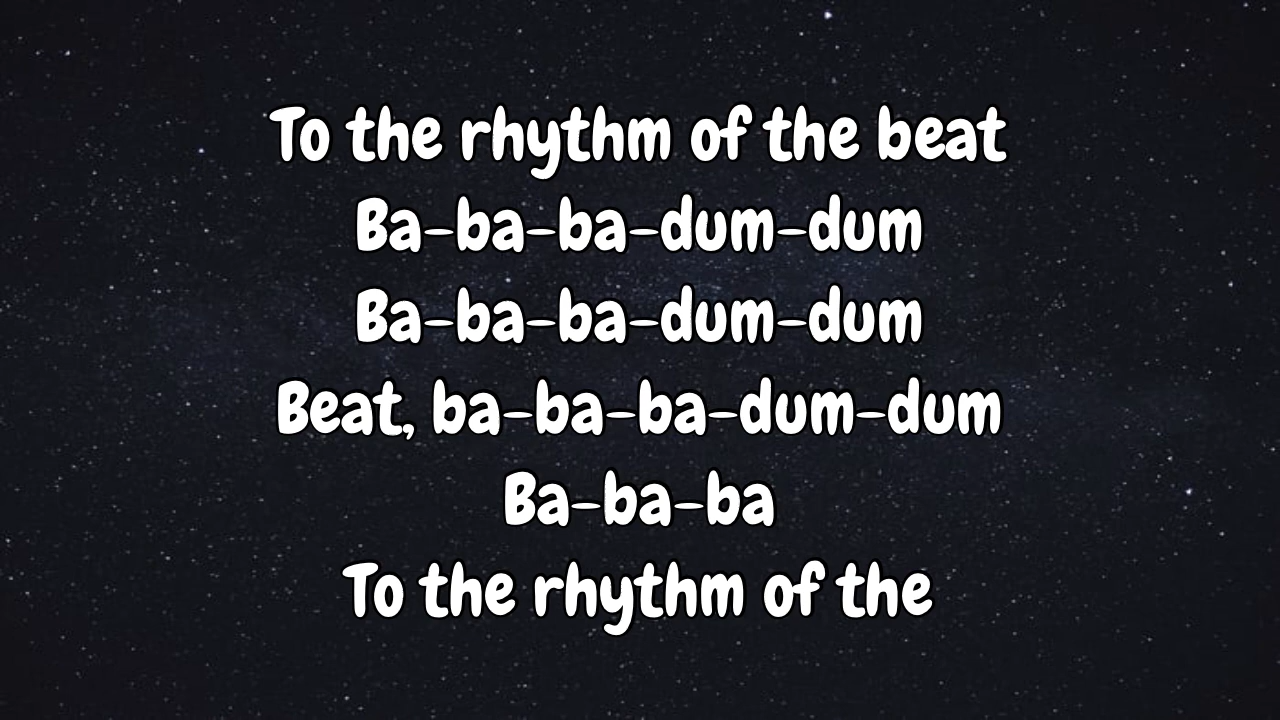 To the rhythm of the beat
Ba-ba-ba-dum-dum
Ba-ba-ba-dum-dum
Beat, ba-ba-ba-dum-dum
Ba-ba-ba
To the rhythm of the